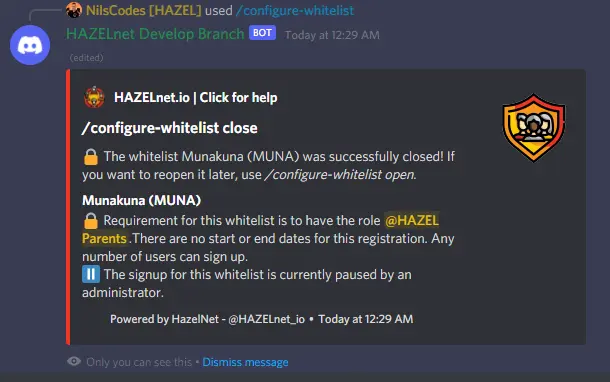 NilsCodes [HAZEL] used /configure-whitelist
HAZELnet Develop Branch BOT Today at 12:29 AM
(edited)
HAZELnet.io | Click for help
/configure-whitelist close
🔒 The whitelist Munakuna (MUNA) was successfully closed! If
you want to reopen it later, use /configure-whitelist open.
Munakuna (MUNA)
🔒 Requirement for this whitelist is to have the role @HAZEL
Parents.There are no start or end dates for this registration. Any
number of users can sign up.
⏸️ The signup for this whitelist is currently paused by an
administrator.
Powered by HazelNet - @HAZELnet_io • Today at 12:29 AM
Only you can see this • Dismiss message